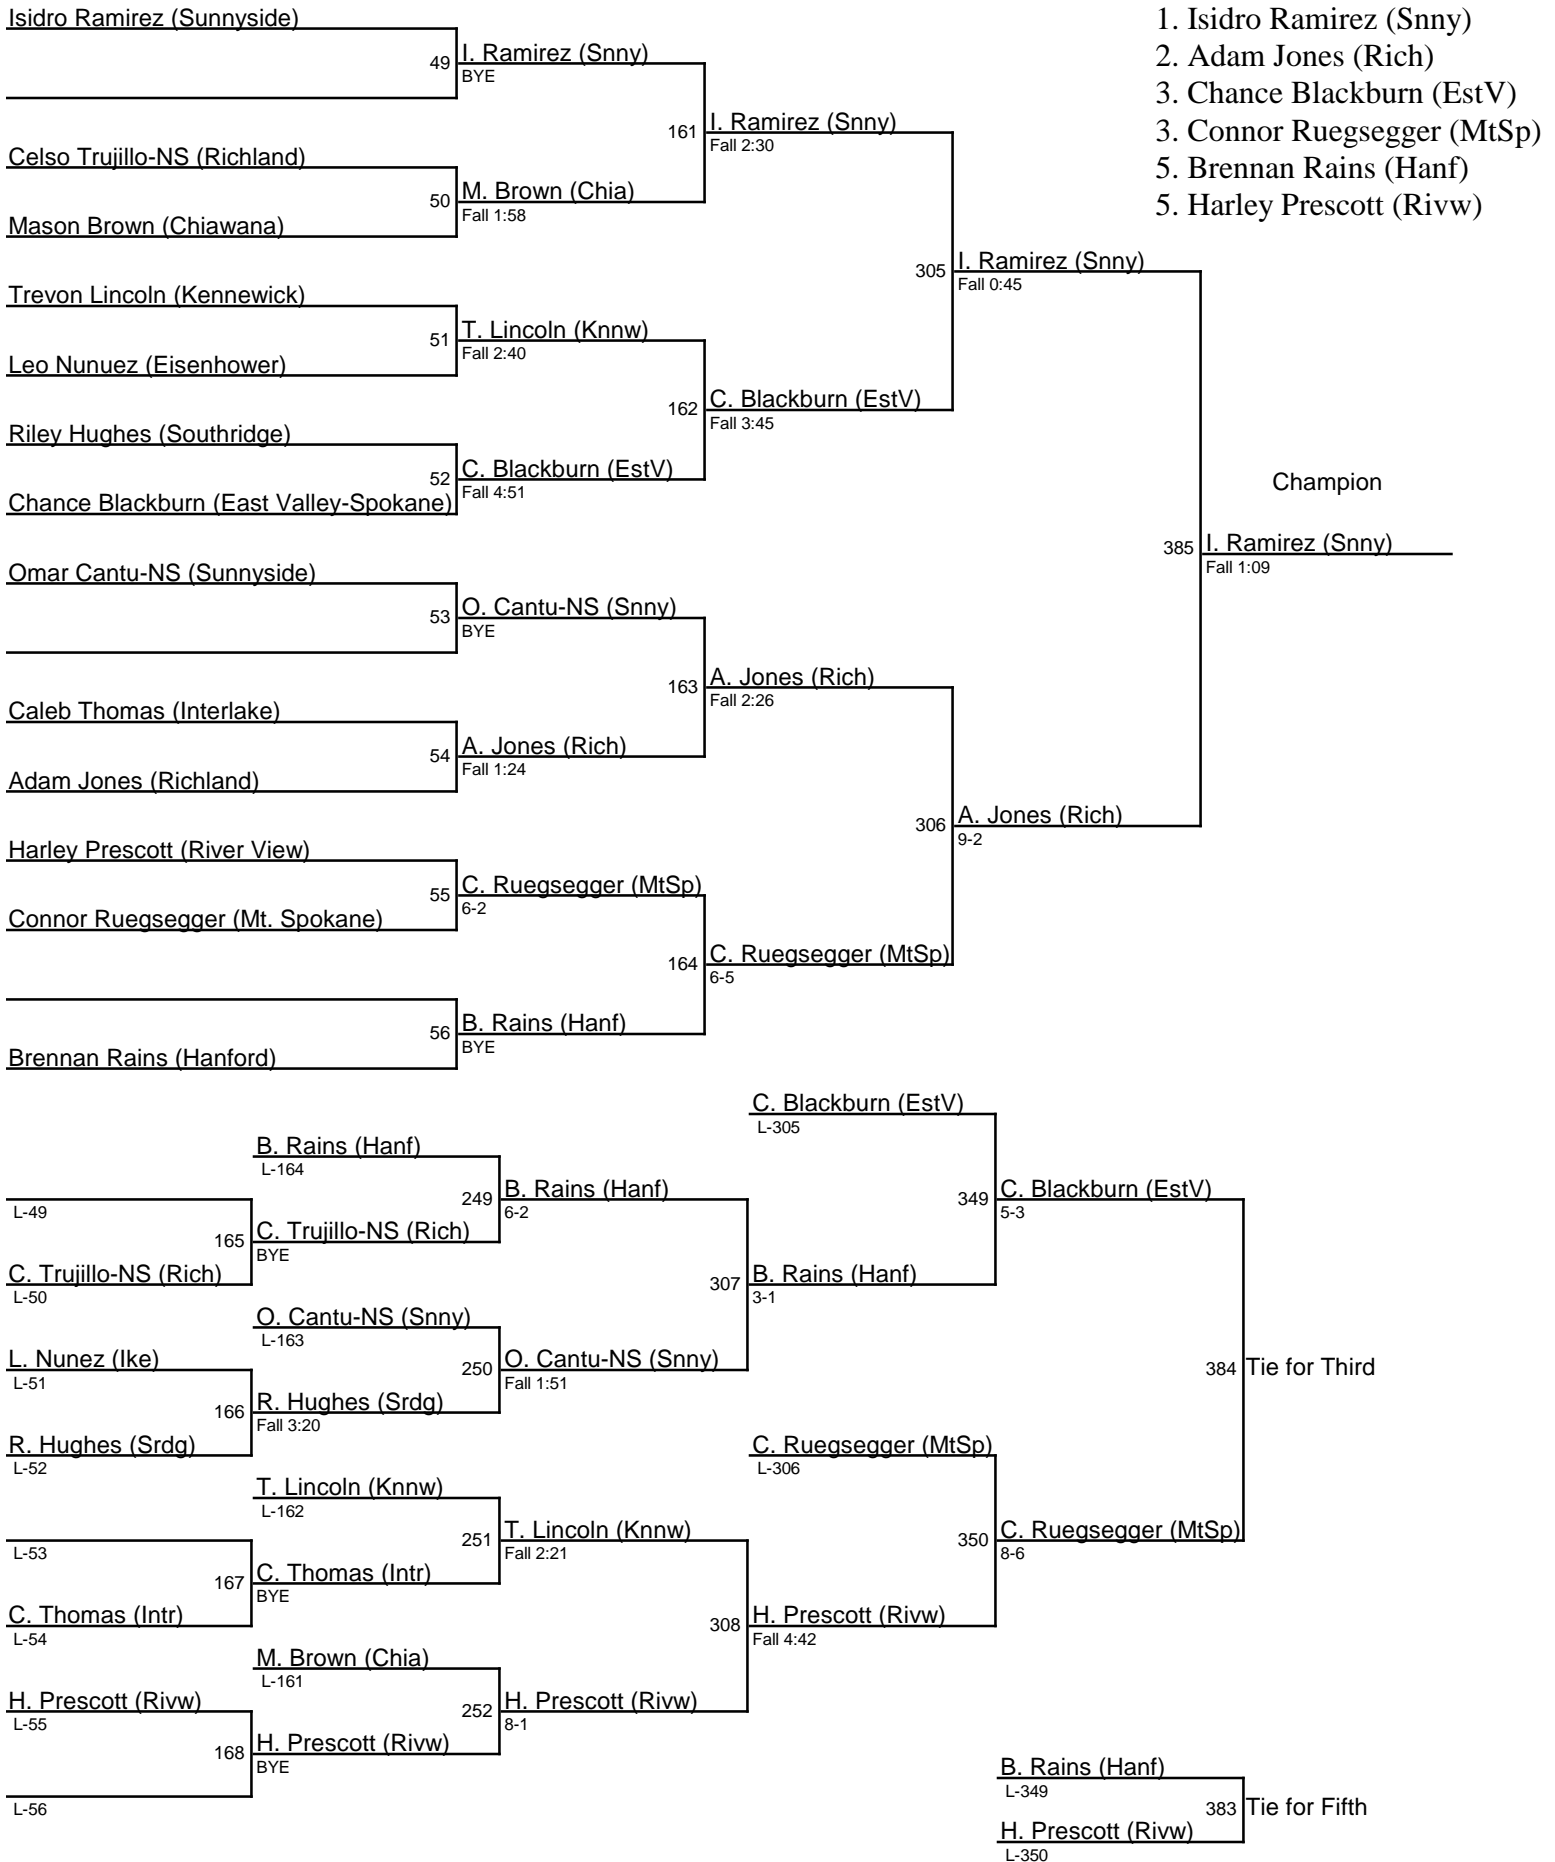 Isidro Ramirez (Sunnyside)
49
I. Ramirez (Snny)
BYE
161
I. Ramirez (Snny)
Fall 2:30
Celso Trujillo-NS (Richland)
50
M. Brown (Chia)
Fall 1:58
Mason Brown (Chiawana)
305
I. Ramirez (Snny)
Fall 0:45
Trevon Lincoln (Kennewick)
51
T. Lincoln (Knnw)
Fall 2:40
Leo Nunuez (Eisenhower)
162
C. Blackburn (EstV)
Fall 3:45
Riley Hughes (Southridge)
52
C. Blackburn (EstV)
Fall 4:51
Chance Blackburn (East Valley-Spokane)
1. Isidro Ramirez (Snny)
2. Adam Jones (Rich)
3. Chance Blackburn (EstV)
3. Connor Ruegsegger (MtSp)
5. Brennan Rains (Hanf)
5. Harley Prescott (Rivw)
Champion
385
I. Ramirez (Snny)
Fall 1:09
Omar Cantu-NS (Sunnyside)
53
O. Cantu-NS (Snny)
BYE
163
A. Jones (Rich)
Fall 2:26
Caleb Thomas (Interlake)
54
A. Jones (Rich)
Fall 1:24
Adam Jones (Richland)
306
A. Jones (Rich)
9-2
Harley Prescott (River View)
55
C. Ruegsegger (MtSp)
6-2
Connor Ruegsegger (Mt. Spokane)
164
C. Ruegsegger (MtSp)
6-5
56
B. Rains (Hanf)
BYE
Brennan Rains (Hanford)
C. Blackburn (EstV)
L-305
B. Rains (Hanf)
L-164
249
B. Rains (Hanf)
6-2
349
C. Blackburn (EstV)
5-3
L-49
165
C. Trujillo-NS (Rich)
BYE
C. Trujillo-NS (Rich)
L-50
307
B. Rains (Hanf)
3-1
O. Cantu-NS (Snny)
L-163
L. Nunez (Ike)
L-51
250
O. Cantu-NS (Snny)
Fall 1:51
384
Tie for Third
166
R. Hughes (Srdg)
Fall 3:20
R. Hughes (Srdg)
L-52
C. Ruegsegger (MtSp)
L-306
T. Lincoln (Knnw)
L-162
251
T. Lincoln (Knnw)
Fall 2:21
350
C. Ruegsegger (MtSp)
8-6
L-53
167
C. Thomas (Intr)
BYE
C. Thomas (Intr)
L-54
308
H. Prescott (Rivw)
Fall 4:42
M. Brown (Chia)
L-161
H. Prescott (Rivw)
L-55
252
H. Prescott (Rivw)
8-1
168
H. Prescott (Rivw)
BYE
L-56
B. Rains (Hanf)
L-349
383
Tie for Fifth
H. Prescott (Rivw)
L-350